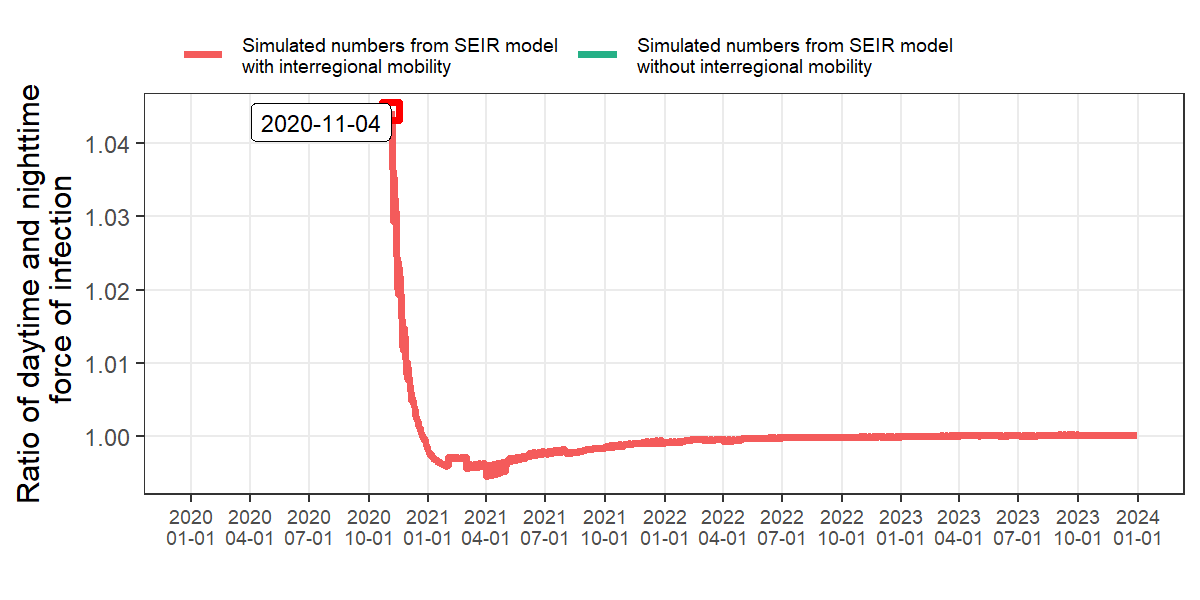 Simulated numbers from SEIR model
with interregional mobility
Simulated numbers from SEIR model
without interregional mobility
Ratio of daytime and nighttime
force of infection
2020-11-04
1.04
1.03
1.02
1.01
1.00
2020 2020 2020 2020 2021 2021 2021 2021 2022 2022 2022 2022 2023 2023 2023 2023 2024
01-01 04-01 07-01 10-01 01-01 04-01 07-01 10-01 01-01 04-01 07-01 10-01 01-01 04-01 07-01 10-01 01-01